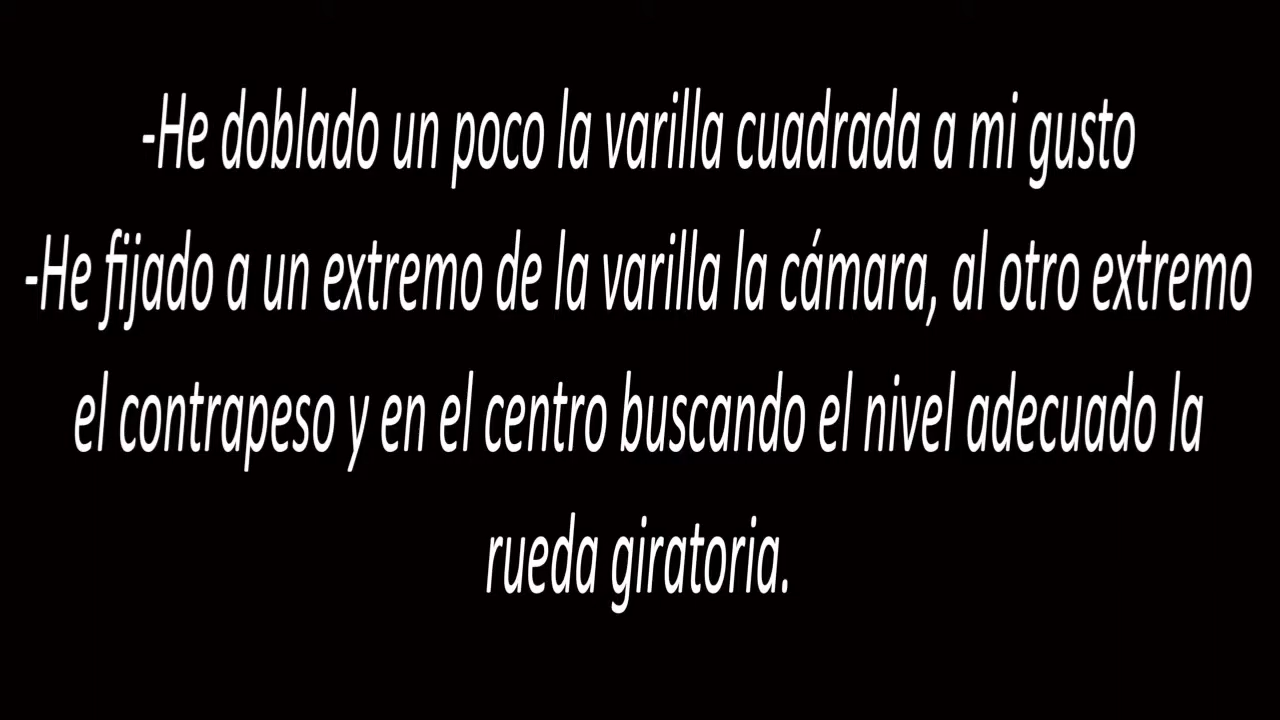 -He doblado un poco la varilla cuadrada a mi gusto
-He fijado a un extremo de la varilla la cámara, al otro extremo
el contrapeso y en el centro buscando el nivel adecuado la
rueda giratoria.